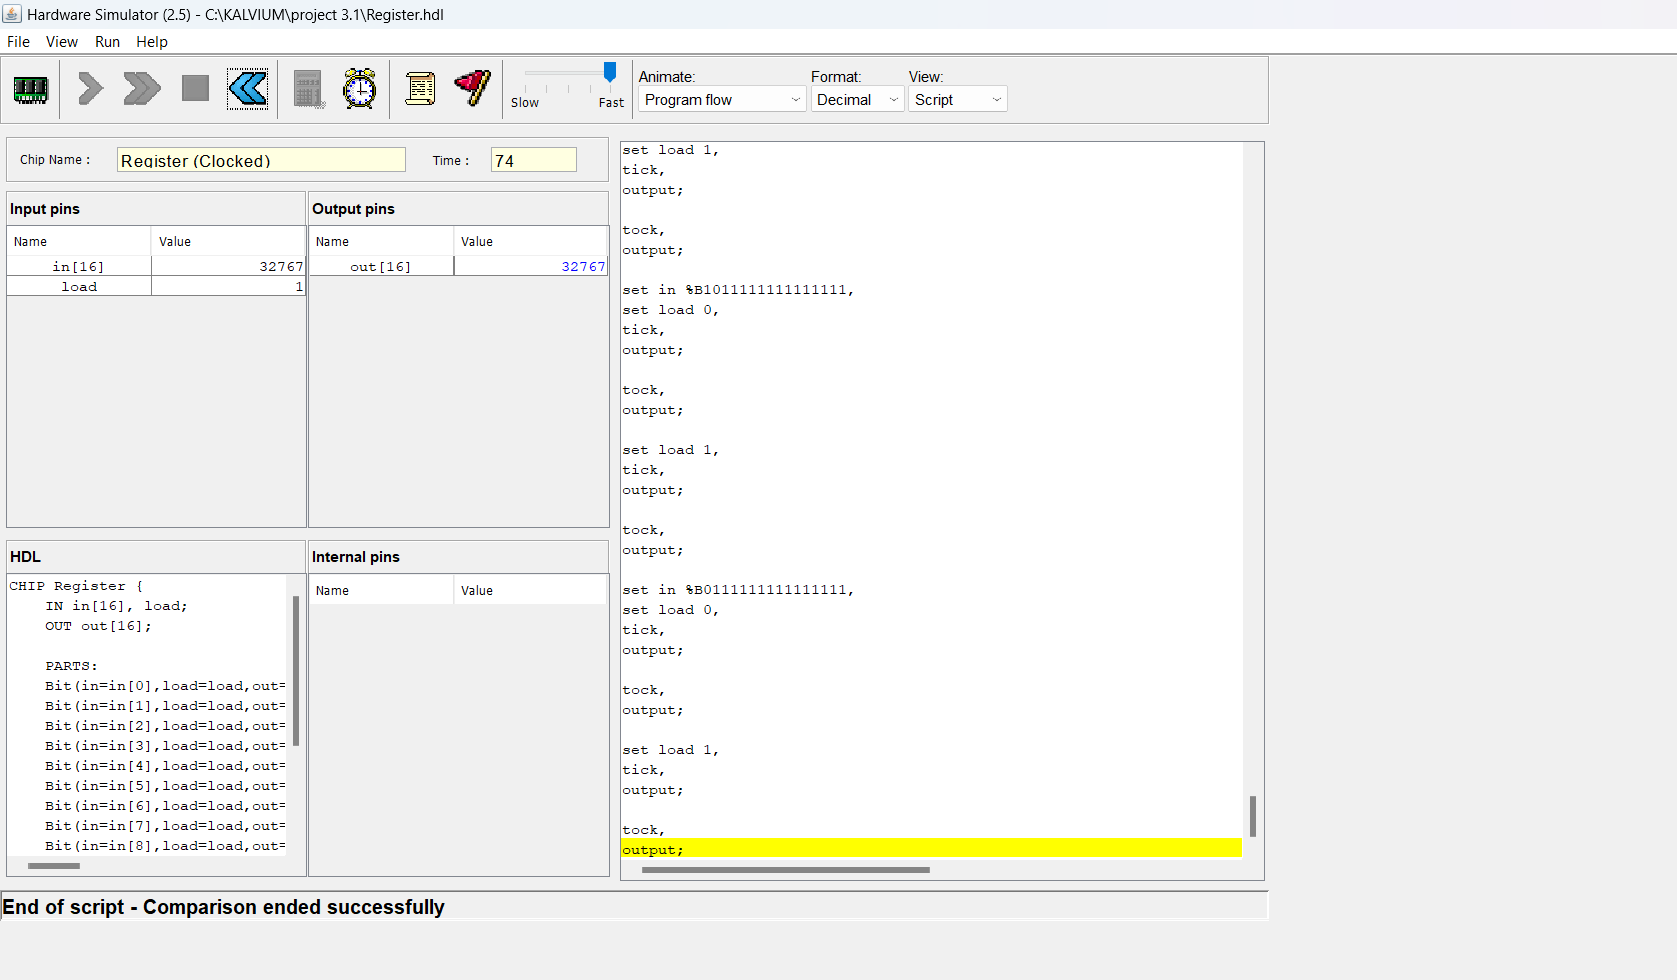 Hardware Simulator (2.5) - C:\KALVIUM\project 3.1\Register.hdl
File View Run Help
Slow Fast
Animate: Format: View:
Program flow Decimal Script
Chip Name : Register (Clocked) Time : 74
Input pins
Name Value
in[16] 32767
load 1
Output pins
Name Value
out[16] 32767
HDL
CHIP Register {
IN in[16], load;
OUT out[16];
PARTS:
Bit(in=in[0],load=load,out=
Bit(in=in[1],load=load,out=
Bit(in=in[2],load=load,out=
Bit(in=in[3],load=load,out=
Bit(in=in[4],load=load,out=
Bit(in=in[5],load=load,out=
Bit(in=in[6],load=load,out=
Bit(in=in[7],load=load,out=
Bit(in=in[8],load=load,out=
Internal pins
Name Value
set load 1,
tick,
output;
tock,
output;
set in %B1011111111111111,
set load 0,
tick,
output;
tock,
output;
set load 1,
tick,
output;
tock,
output;
set in %B0111111111111111,
set load 0,
tick,
output;
tock,
output;
set load 1,
tick,
output;
tock,
output;
End of script - Comparison ended successfully